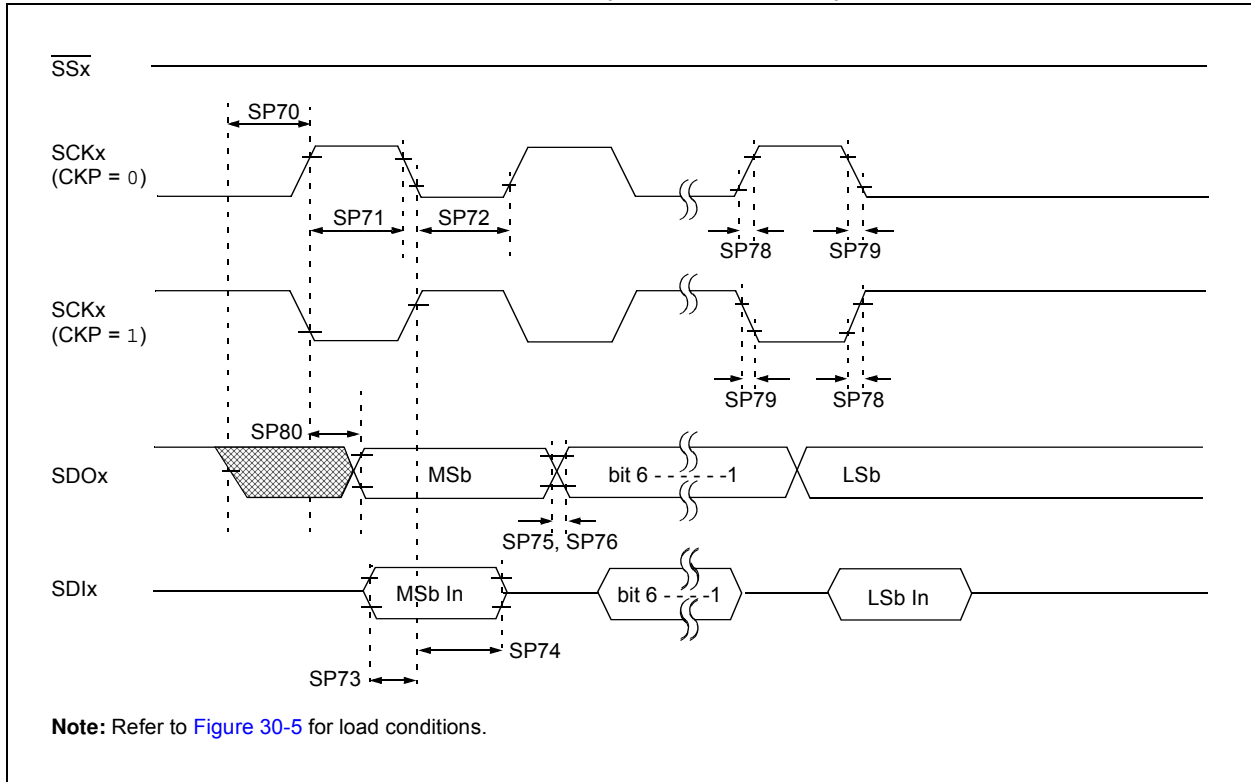 SSx
SP70
SCKx
(CKP = 0)
SP71
SP72
SP78
SP79
SCKx
(CKP = 1)
SP79
SP78
SP80
SDOx
MSb
bit 6 - - - - - -1
LSb
SP75, SP76
SDIx
MSb In
bit 6 - - - - -1
LSb In
SP74
SP73
Note: Refer to Figure 30-5 for load conditions.